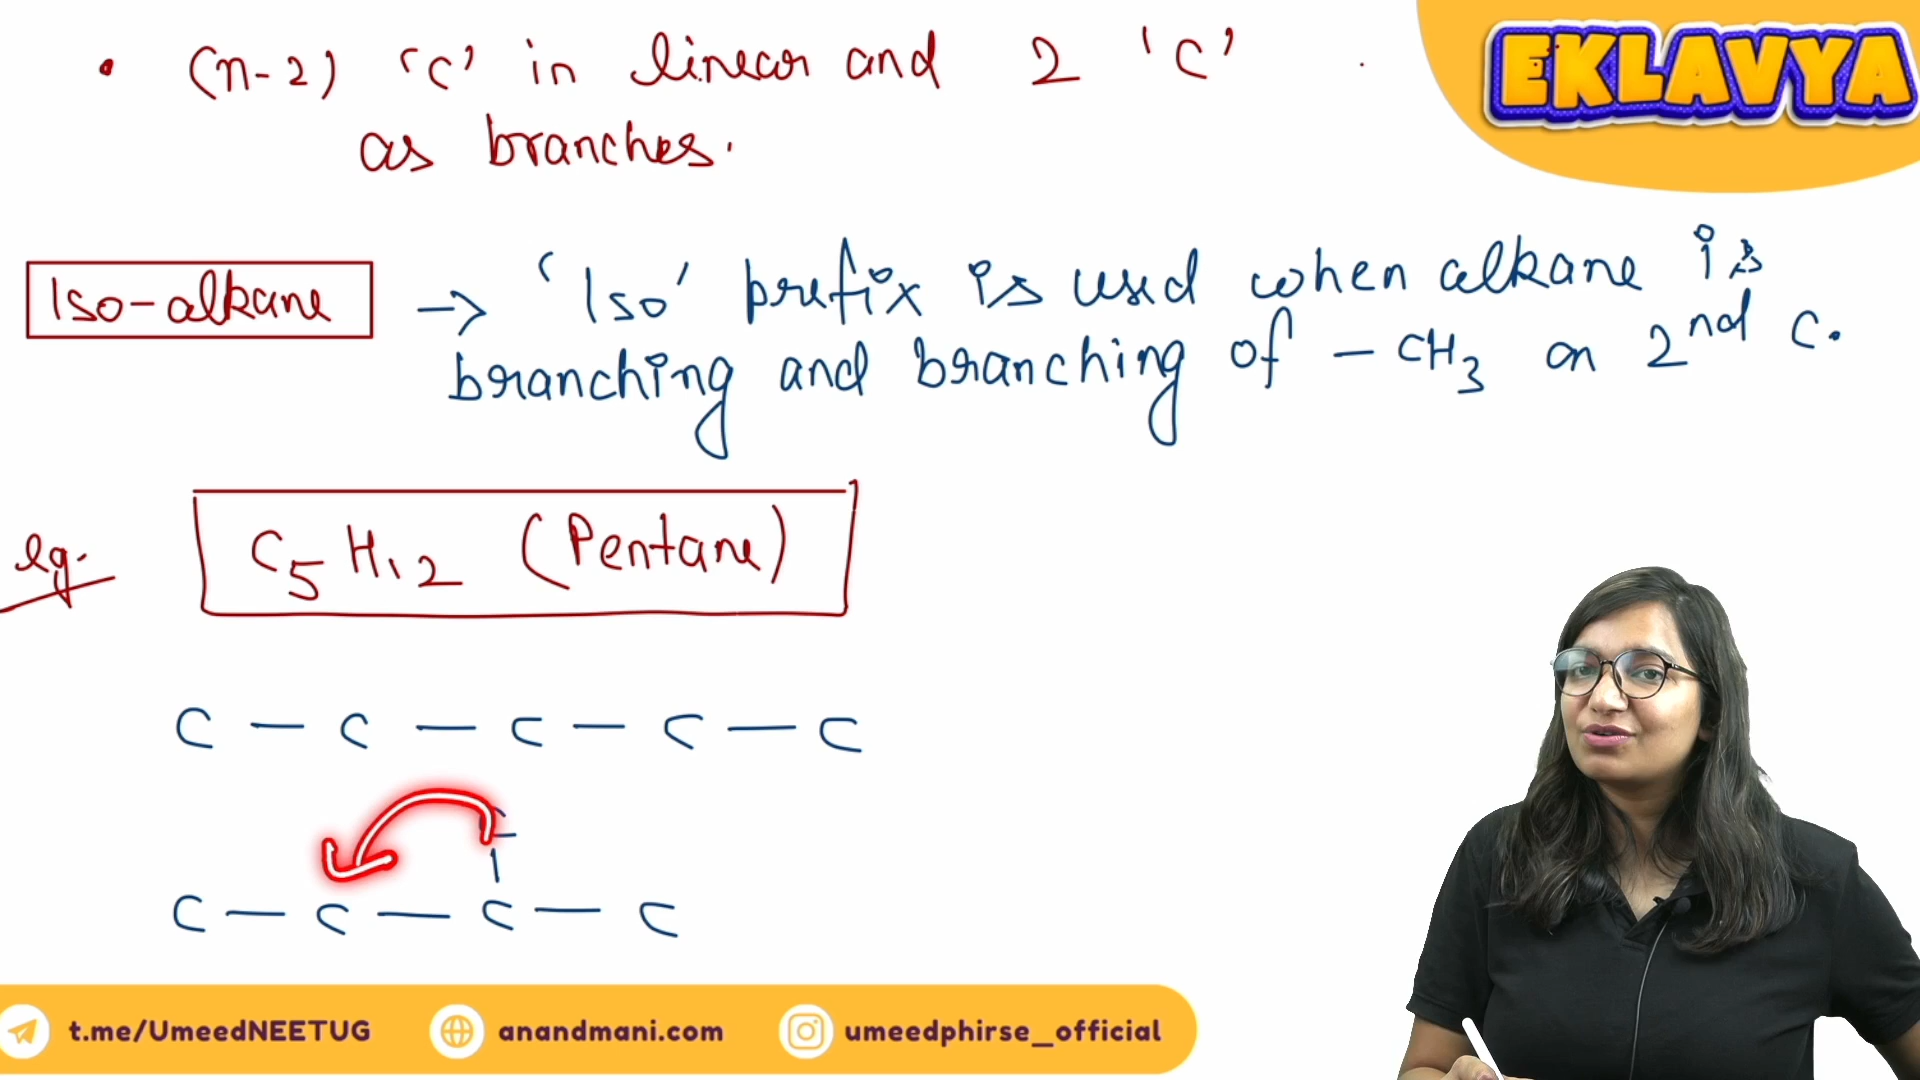 • (n-2) 'C' in linear and 2 'C'
as branches.
EKLAVYA
Iso-alkane → 'Iso' prefix is used when alkane is
branching and branching of - CH3 on 2nd C.
eg. C5H12 (Pentane)
C — C — C — C — C
C
C — C — C — C
t.me/UmeedNEETUG anandmani.com umeedphirse_official